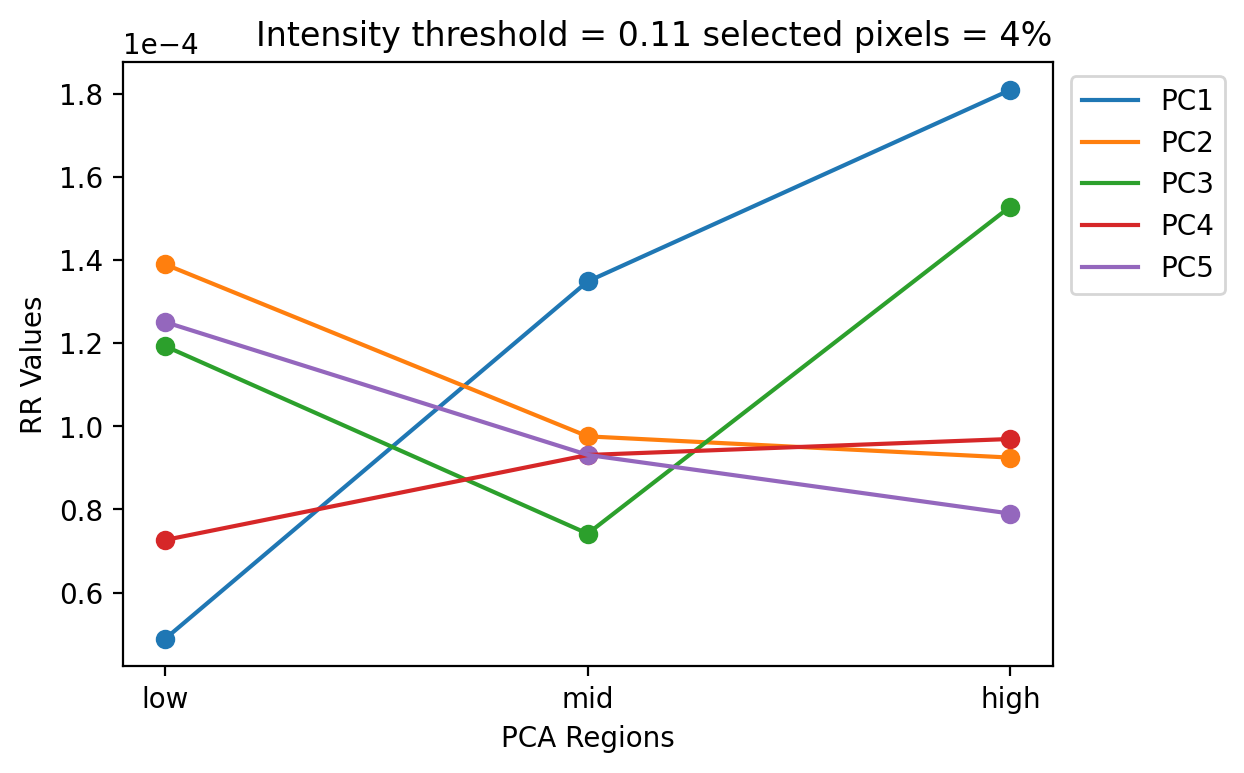 Intensity threshold = 0.11 selected pixels = 4%
1e−4
1.8
1.6
1.4
1.2
1.0
0.8
0.6
RR Values
low mid high
PCA Regions
PC1
PC2
PC3
PC4
PC5